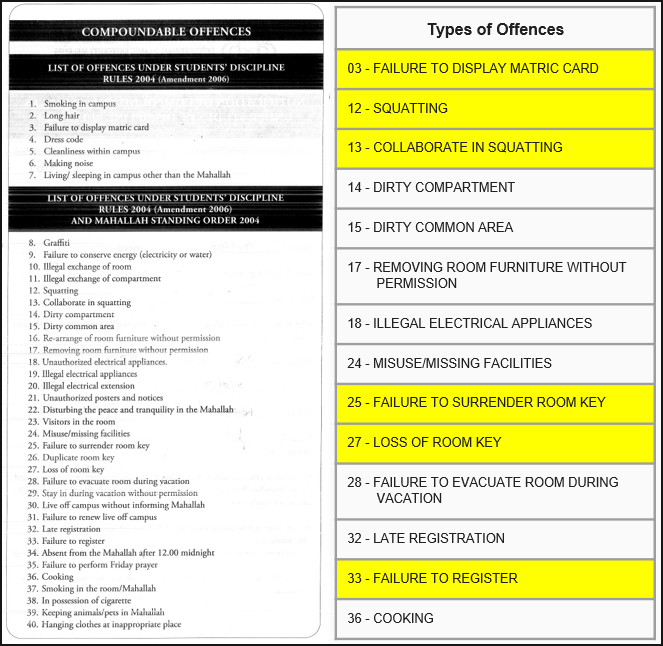 COMPOUNDABLE OFFENCES
LIST OF OFFENCES UNDER STUDENTS' DISCIPLINE
RULES 2004 (Amendment 2006)
1. Smoking in campus
2. Long hair
3. Failure to display matric card
4. Dress code
5. Cleanliness within campus
6. Making noise
7. Living/ sleeping in campus other than the Mahallah
LIST OF OFFENCES UNDER STUDENTS' DISCIPLINE
RULES 2004 (Amendment 2006)
AND MAHALLAH STANDING ORDER 2004
8. Graffiti
9. Failure to conserve energy (electricity or water)
10. Illegal exchange of room
11. Illegal exchange of compartment
12. Squatting
13. Collaborate in squatting
14. Dirty compartment
15. Dirty common area
16. Re-arrange of room furniture without permission
17. Removing room furniture without permission
18. Unauthorized electrical appliances.
19. Illegal electrical appliances
20. Illegal electrical extension
21. Unauthorized posters and notices
22. Disturbing the peace and tranquility in the Mahallah
23. Visitors in the room
24. Misuse/missing facilities
25. Failure to surrender room key
26. Duplicate room key
27. Loss of room key
28. Failure to evacuate room during vacation
29. Stay in during vacation without permission
30. Live off campus without informing Mahallah
31. Failure to renew live off campus
32. Late registration
33. Failure to register
34. Absent from the Mahallah after 12.00 midnight
35. Failure to perform Friday prayer
36. Cooking
37. Smoking in the room/Mahallah
38. In possession of cigarette
39. Keeping animals/pets in Mahallah
40. Hanging clothes at inappropriate place
Types of Offences
03 - FAILURE TO DISPLAY MATRIC CARD
12 - SQUATTING
13 - COLLABORATE IN SQUATTING
14 - DIRTY COMPARTMENT
15 - DIRTY COMMON AREA
17 - REMOVING ROOM FURNITURE WITHOUT
PERMISSION
18 - ILLEGAL ELECTRICAL APPLIANCES
24 - MISUSE/MISSING FACILITIES
25 - FAILURE TO SURRENDER ROOM KEY
27 - LOSS OF ROOM KEY
28 - FAILURE TO EVACUATE ROOM DURING
VACATION
32 - LATE REGISTRATION
33 - FAILURE TO REGISTER
36 - COOKING